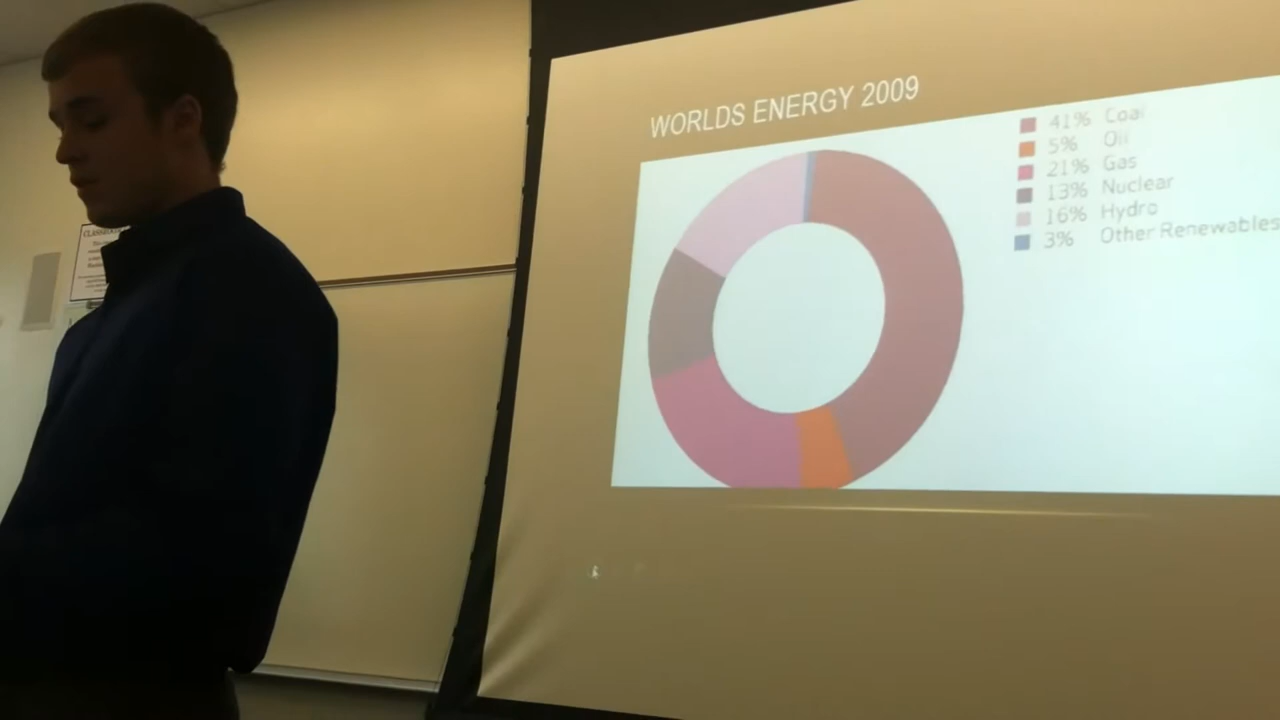 WORLDS ENERGY 2009
41% Coal
5% Oil
21% Gas
13% Nuclear
16% Hydro
3% Other Renewables